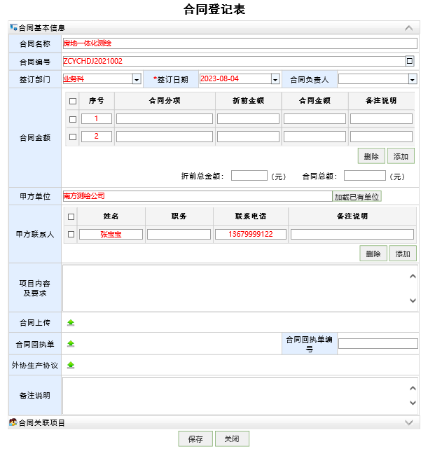 合同登记表
合同基本信息
合同名称 房地一体化测绘
合同编号 ZCYCHDJ2021002
签订部门 业务科 *签订日期 2023-08-04 合同负责人
合同金额
序号 合同分项 折前金额 合同金额 备注说明
1
2
删除 添加
折前总金额： （元） 合同总额： （元）
甲方单位 南方测绘公司 加载已有单位
甲方联系人
姓名 职务 联系电话 备注说明
张宝宝 13679999122
删除 添加
项目内容
及要求
合同上传
合同回执单 合同回执单编
号
外协生产协议
备注说明
合同关联项目
保存 关闭